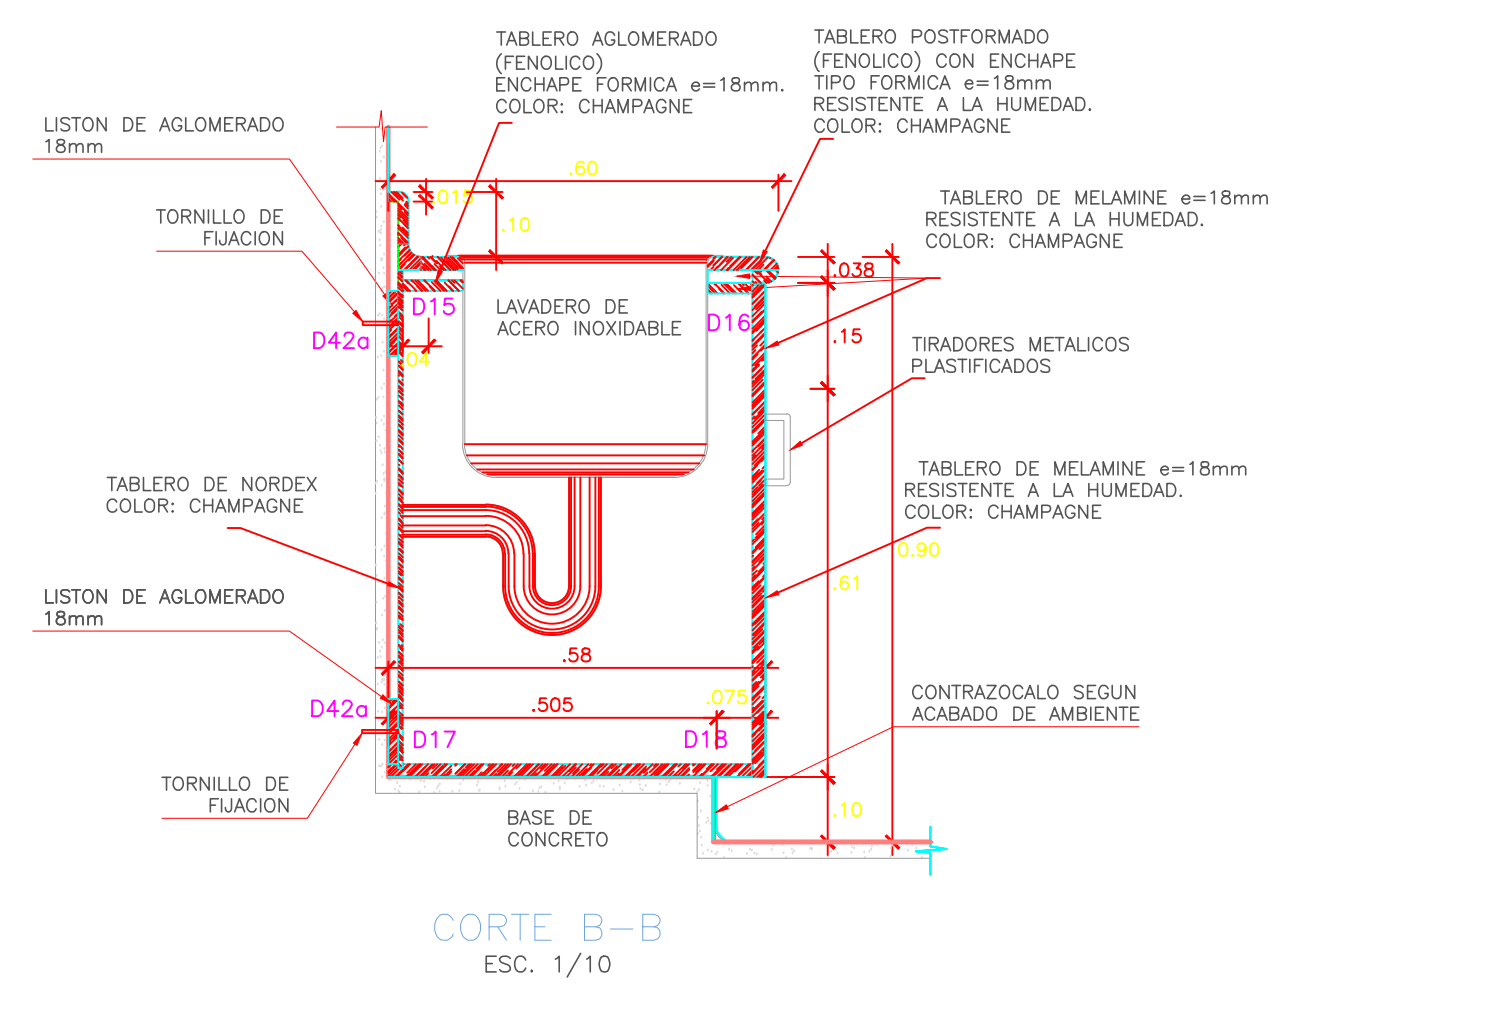 TABLERO AGLOMERADO
(FENOLICO)
ENCHAPE FORMICA e=18mm.
COLOR: CHAMPAGNE
TABLERO POSTFORMADO
(FENOLICO) CON ENCHAPE
TIPO FORMICA e=18mm
RESISTENTE A LA HUMEDAD.
COLOR: CHAMPAGNE
LISTON DE AGLOMERADO
18mm
.60
.015
.10
TABLERO DE MELAMINE e=18mm
RESISTENTE A LA HUMEDAD.
COLOR: CHAMPAGNE
TORNILLO DE
FIJACION
.038
D15
LAVADERO DE
ACERO INOXIDABLE
D16
D42a
.04
.15
TIRADORES METALICOS
PLASTIFICADOS
TABLERO DE NORDEX
COLOR: CHAMPAGNE
TABLERO DE MELAMINE e=18mm
RESISTENTE A LA HUMEDAD.
COLOR: CHAMPAGNE
0.90
.61
LISTON DE AGLOMERADO
18mm
.58
.505
.075
D42a
D17
D18
CONTRAZOCALO SEGUN
ACABADO DE AMBIENTE
TORNILLO DE
FIJACION
.10
BASE DE
CONCRETO
CORTE B-B
ESC. 1/10